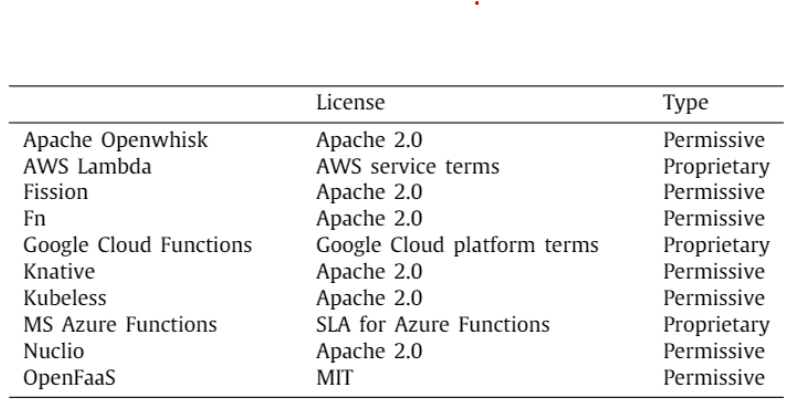 License Type
Apache Openwhisk Apache 2.0 Permissive
AWS Lambda AWS service terms Proprietary
Fission Apache 2.0 Permissive
Fn Apache 2.0 Permissive
Google Cloud Functions Google Cloud platform terms Proprietary
Knative Apache 2.0 Permissive
Kubeless Apache 2.0 Permissive
MS Azure Functions SLA for Azure Functions Proprietary
Nuclio Apache 2.0 Permissive
OpenFaaS MIT Permissive